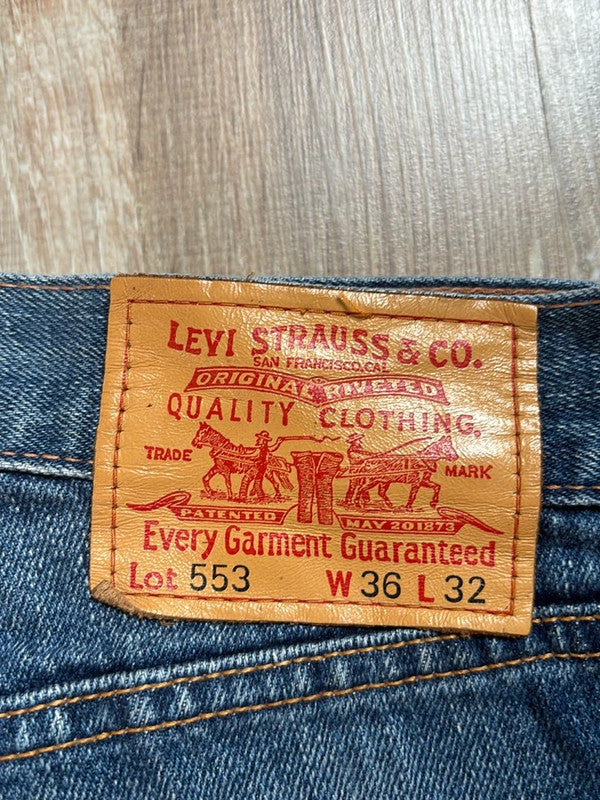 LEVI STRAUSS & CO.
SAN FRANCISCO, CAL
ORIGINAL RIVETED
QUALITY CLOTHING,
TRADE MARK
PATENTED MAY 20 1873
Every Garment Guaranteed
Lot 553 W 36 L 32